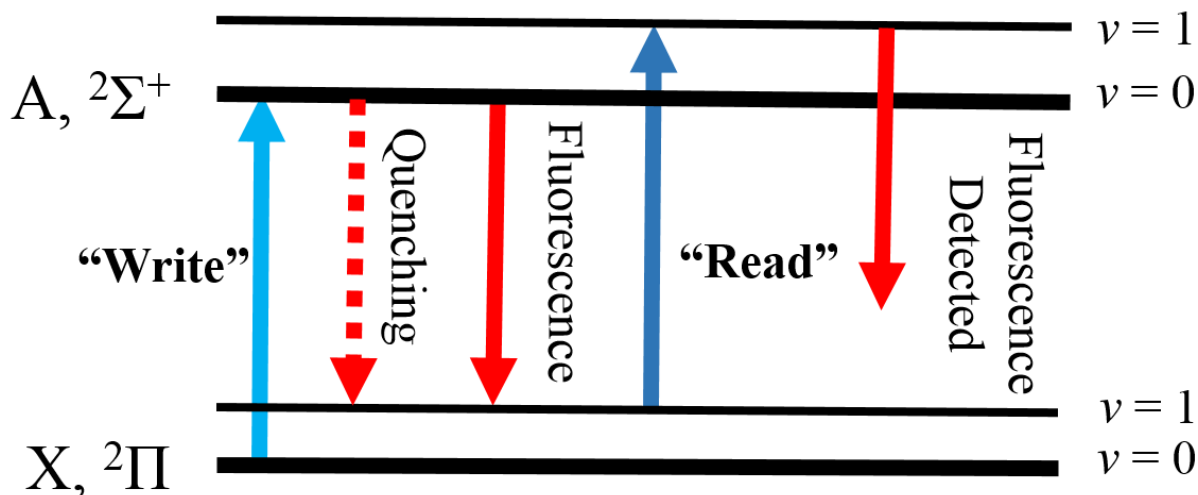 v = 1
A, ²Σ⁺
v = 0
Quenching
Fluorescence
Fluorescence
Detected
“Write”
“Read”
v = 1
X, ²Π
v = 0